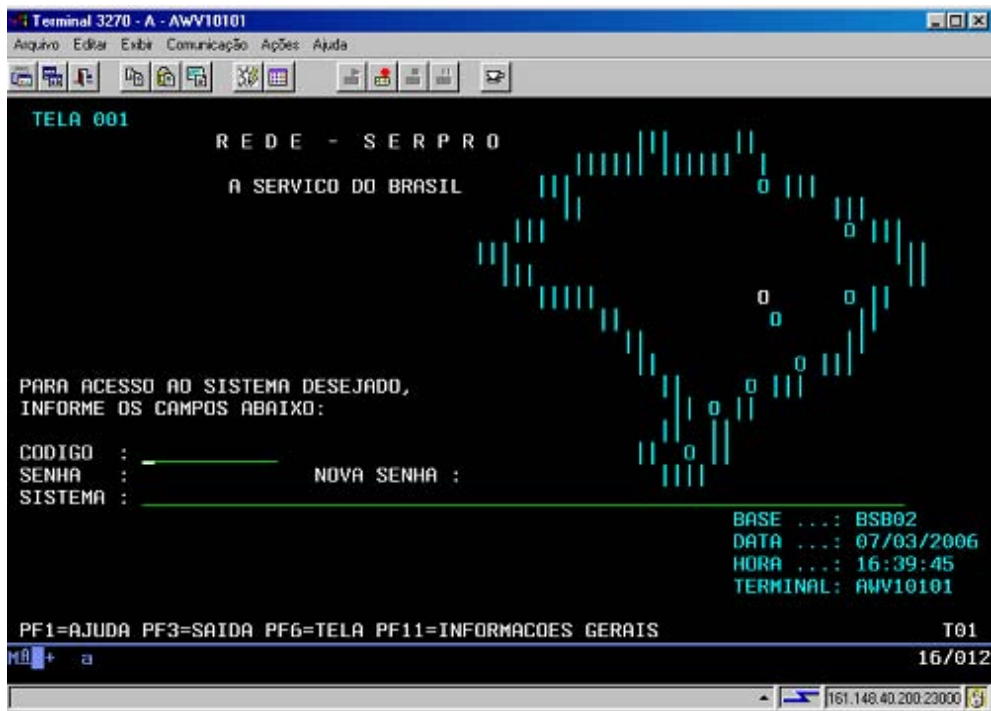 Terminal 3270 - A - AWV10101
Arquivo Editar Exibir Comunicação Ações Ajuda
TELA 001
R E D E - S E R P R O
A SERVICO DO BRASIL
PARA ACESSO AO SISTEMA DESEJADO,
INFORME OS CAMPOS ABAIXO:
CODIGO :
SENHA : NOVA SENHA :
SISTEMA :
BASE ...: BSB02
DATA ...: 07/03/2006
HORA ...: 16:39:45
TERMINAL: AWV10101
PF1=AJUDA PF3=SAIDA PF6=TELA PF11=INFORMACOES GERAIS T01
MA + a 16/012
161.148.40.200:23000